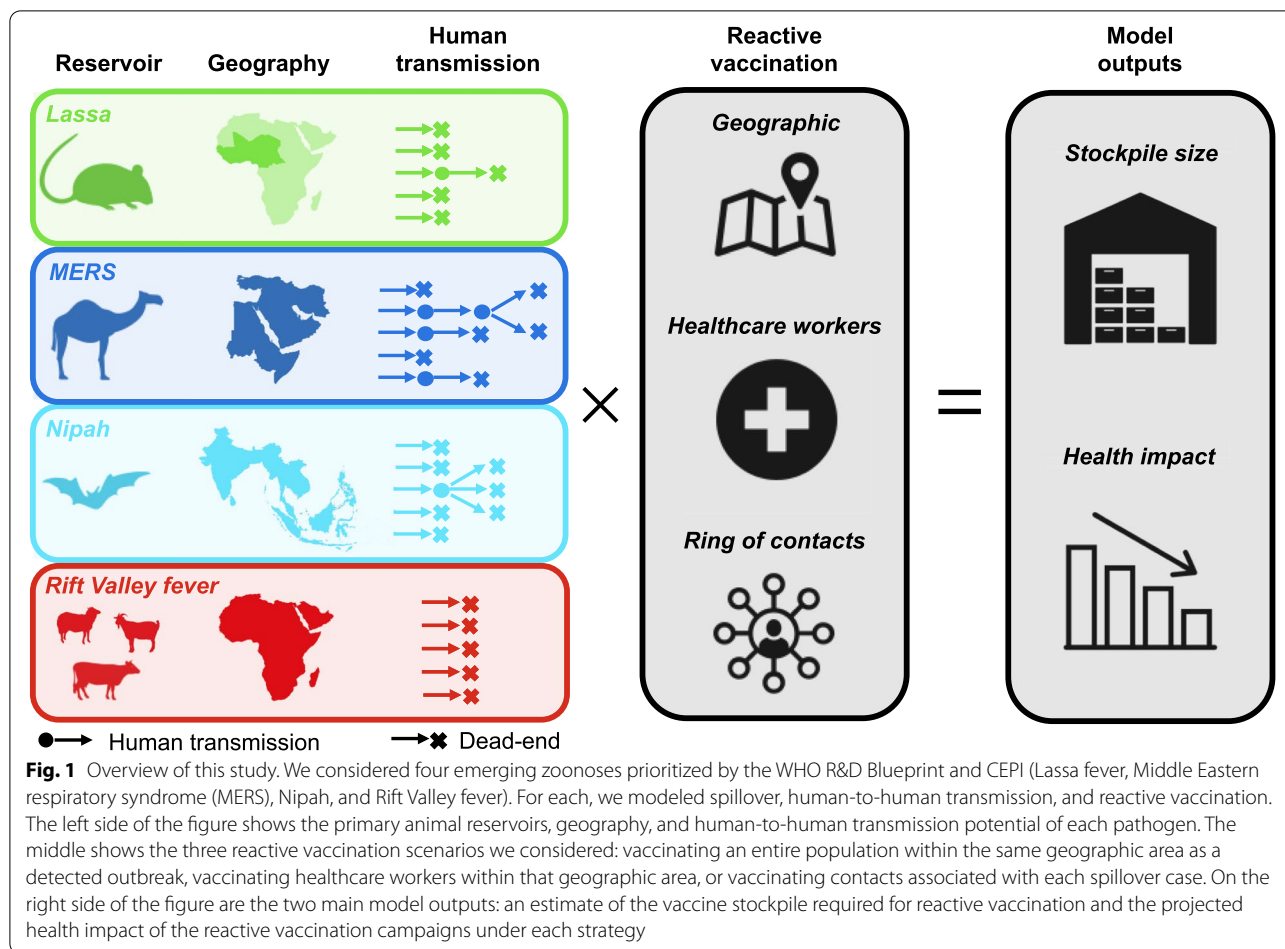 Reservoir
Geography
Human
transmission
Reactive
vaccination
Model
outputs
Lassa
MERS
Nipah
Rift Valley fever
Human transmission
Dead-end
Geographic
Healthcare workers
Ring of contacts
Stockpile size
Health impact
×
=
Fig. 1 Overview of this study. We considered four emerging zoonoses prioritized by the WHO R&D Blueprint and CEPI (Lassa fever, Middle Eastern
respiratory syndrome (MERS), Nipah, and Rift Valley fever). For each, we modeled spillover, human-to-human transmission, and reactive vaccination.
The left side of the figure shows the primary animal reservoirs, geography, and human-to-human transmission potential of each pathogen. The
middle shows the three reactive vaccination scenarios we considered: vaccinating an entire population within the same geographic area as a
detected outbreak, vaccinating healthcare workers within that geographic area, or vaccinating contacts associated with each spillover case. On the
right side of the figure are the two main model outputs: an estimate of the vaccine stockpile required for reactive vaccination and the projected
health impact of the reactive vaccination campaigns under each strategy